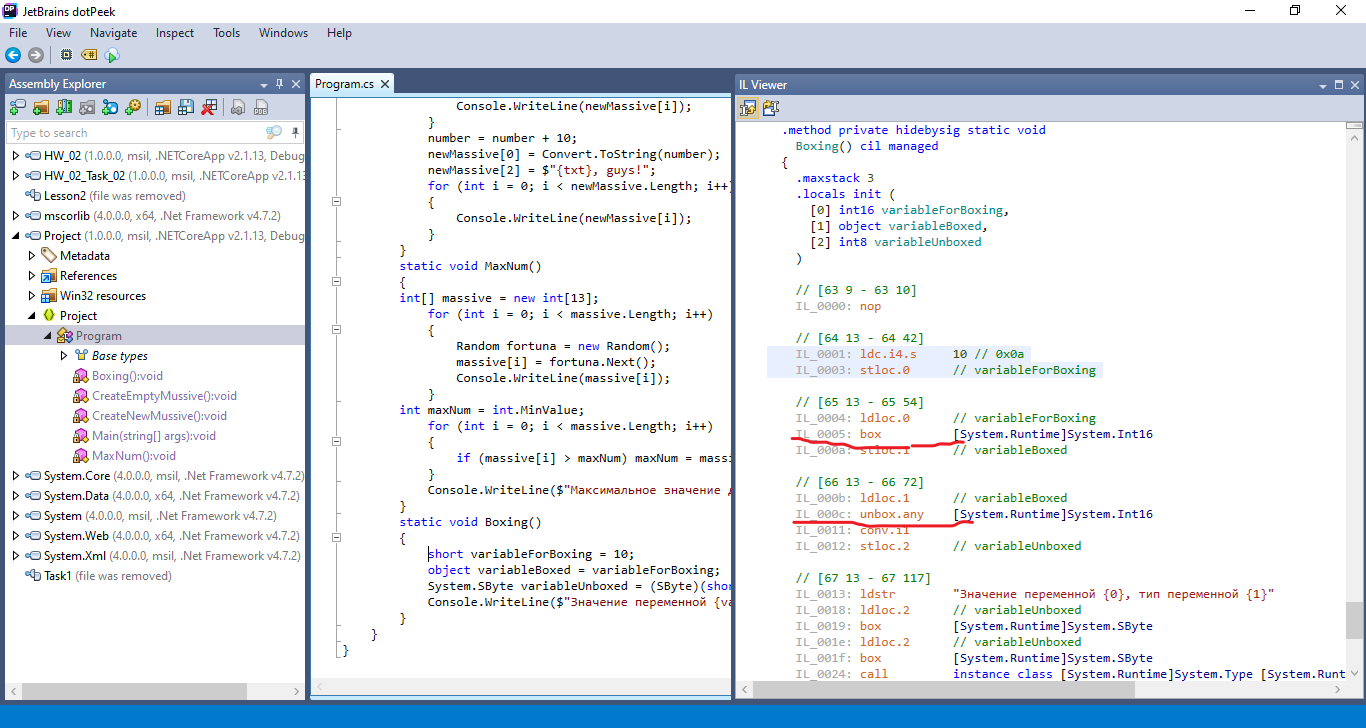 JetBrains dotPeek
File View Navigate Inspect Tools Windows Help
Assembly Explorer
Type to search
HW_02 (1.0.0.0, msil, .NETCoreApp v2.1.13, Debug
HW_02_Task_02 (1.0.0.0, msil, .NETCoreApp v2.1.13
Lesson2 (file was removed)
mscorlib (4.0.0.0, x64, .Net Framework v4.7.2)
Project (1.0.0.0, msil, .NETCoreApp v2.1.13, Debug
Metadata
References
Win32 resources
Project
Program
Base types
Boxing():void
CreateEmptyMussive():void
CreateNewMussive():void
Main(string[] args):void
MaxNum():void
System.Core (4.0.0.0, msil, .Net Framework v4.7.2)
System.Data (4.0.0.0, x64, .Net Framework v4.7.2)
System (4.0.0.0, msil, .Net Framework v4.7.2)
System.Web (4.0.0.0, x64, .Net Framework v4.7.2)
System.Xml (4.0.0.0, msil, .Net Framework v4.7.2)
Task1 (file was removed)
Program.cs
Console.WriteLine(newMassive[i]);
}
number = number + 10;
newMassive[0] = Convert.ToString(number);
newMassive[2] = $"{txt}, guys!";
for (int i = 0; i < newMassive.Length; i++)
{
Console.WriteLine(newMassive[i]);
}
}
static void MaxNum()
{
int[] massive = new int[13];
for (int i = 0; i < massive.Length; i++)
{
Random fortuna = new Random();
massive[i] = fortuna.Next();
Console.WriteLine(massive[i]);
}
int maxNum = int.MinValue;
for (int i = 0; i < massive.Length; i++)
{
if (massive[i] > maxNum) maxNum = massi
}
Console.WriteLine($"Максимальное значение д
}
static void Boxing()
{
short variableForBoxing = 10;
object variableBoxed = variableForBoxing;
System.SByte variableUnboxed = (SByte)(shor
Console.WriteLine($"Значение переменной {va
}
}
}
IL Viewer
.method private hidebysig static void
Boxing() cil managed
{
.maxstack 3
.locals init (
[0] int16 variableForBoxing,
[1] object variableBoxed,
[2] int8 variableUnboxed
)
// [63 9 - 63 10]
IL_0000: nop
// [64 13 - 64 42]
IL_0001: ldc.i4.s 10 // 0x0a
IL_0003: stloc.0 // variableForBoxing
// [65 13 - 65 54]
IL_0004: ldloc.0 // variableForBoxing
IL_0005: box [System.Runtime]System.Int16
IL_000a: stloc.1 // variableBoxed
// [66 13 - 66 72]
IL_000b: ldloc.1 // variableBoxed
IL_000c: unbox.any [System.Runtime]System.Int16
IL_0011: conv.i1
IL_0012: stloc.2 // variableUnboxed
// [67 13 - 67 117]
IL_0013: ldstr "Значение переменной {0}, тип переменной {1}"
IL_0018: ldloc.2 // variableUnboxed
IL_0019: box [System.Runtime]System.SByte
IL_001e: ldloc.2 // variableUnboxed
IL_001f: box [System.Runtime]System.SByte
IL_0024: call instance class [System.Runtime]System.Type [System.Runt